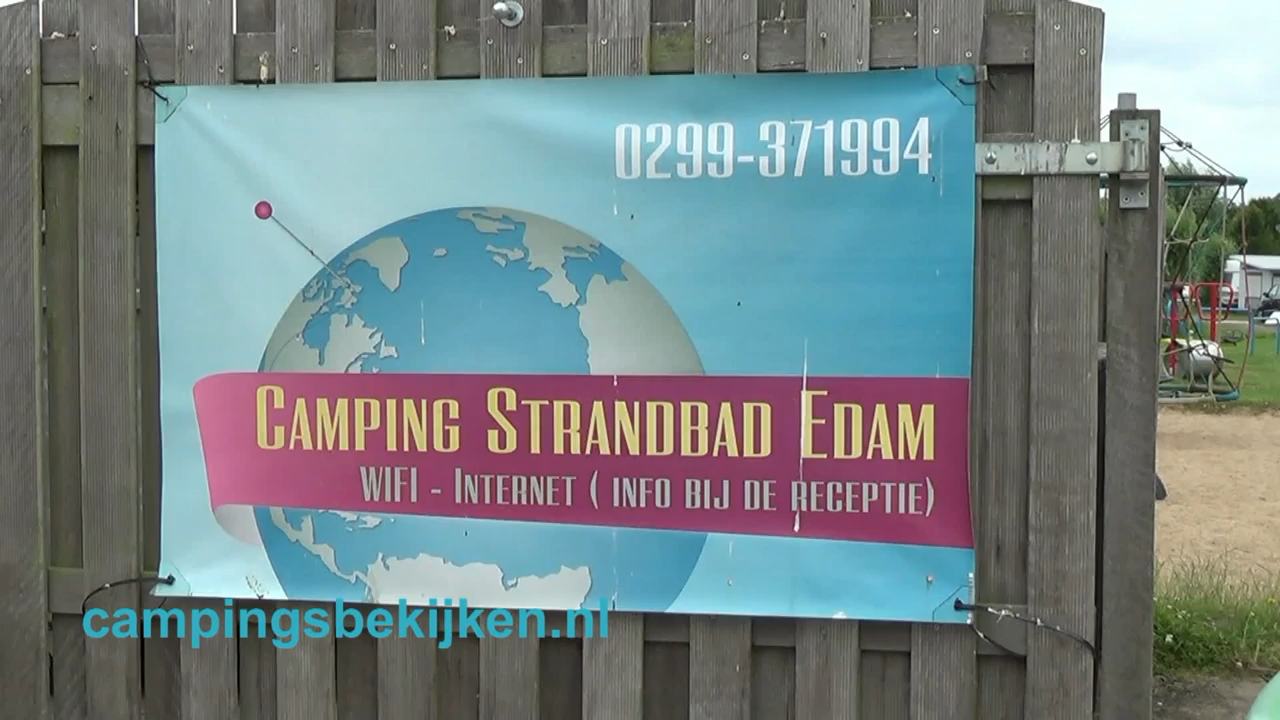 0299-371994
CAMPING STRANDBAD EDAM
WIFI - INTERNET ( INFO BIJ DE RECEPTIE)
campingsbekijken.nl